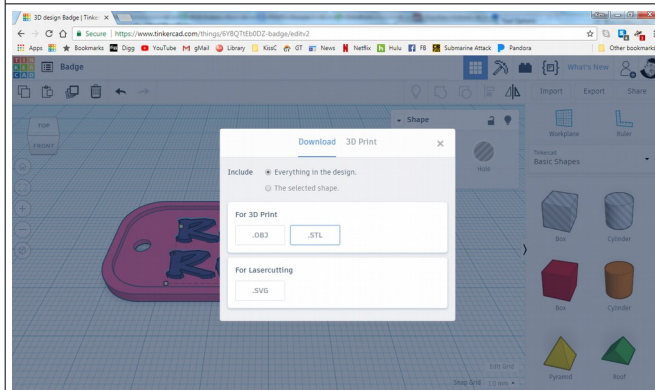 3D design Badge | Tinker
Secure | https://www.tinkercad.com/things/6YBQTtEb0DZ-badge/editv2
Apps Bookmarks Digg YouTube M gMail Library KissC GT News Netflix Hulu FB Submarine Attack Pandora Other bookmarks
TIN
KER
CAD
Badge
What's New
Import Export Share
TOP
FRONT
Shape
Hole
Workplane Ruler
Tinkercad
Basic Shapes
Download 3D Print
Include Everything in the design.
The selected shape.
For 3D Print
.OBJ .STL
For Lasercutting
.SVG
Box Cylinder
Box Cylinder
Pyramid Roof
Edit Grid
Snap Grid 1.0 mm